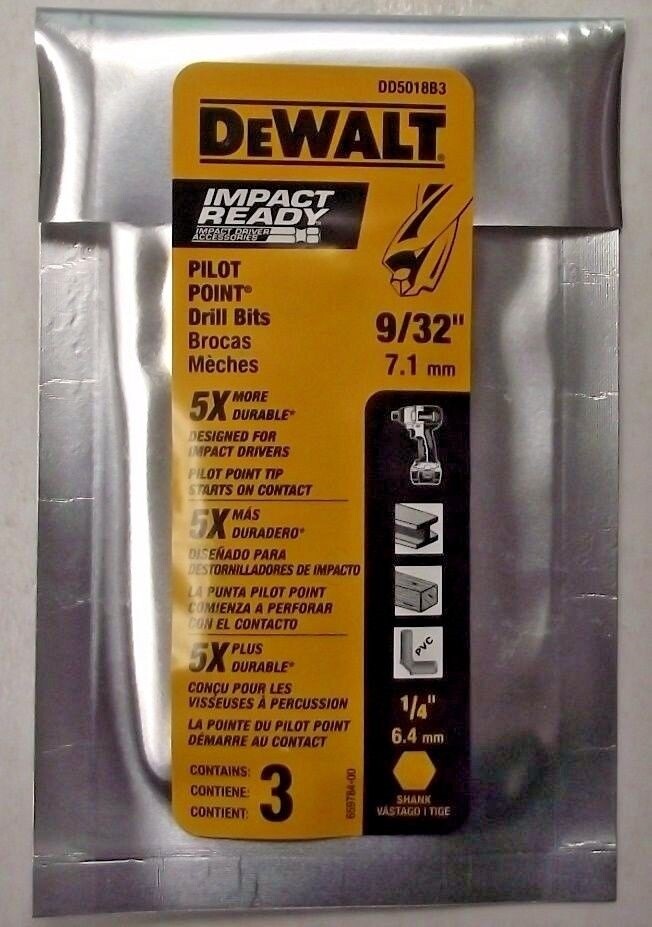 DD5018B3
DEWALT®
IMPACT
READY™
IMPACT DRIVER
ACCESSORIES
PILOT
POINT®
Drill Bits
Brocas
Mèches
9/32"
7.1 mm
5X MORE
DURABLE*
DESIGNED FOR
IMPACT DRIVERS
PILOT POINT TIP
STARTS ON CONTACT
5X MÁS
DURADERO*
DISEÑADO PARA
DESTORNILLADORES DE IMPACTO
LA PUNTA PILOT POINT
COMIENZA A PERFORAR
CON EL CONTACTO
5X PLUS
DURABLE*
CONÇU POUR LES
VISSEUSES À PERCUSSION
LA POINTE DU PILOT POINT
DÉMARRE AU CONTACT
CONTAINS:
CONTIENE:
CONTIENT:
3
659784-00
PVC
1/4"
6.4 mm
SHANK
VÁSTAGO | TIGE